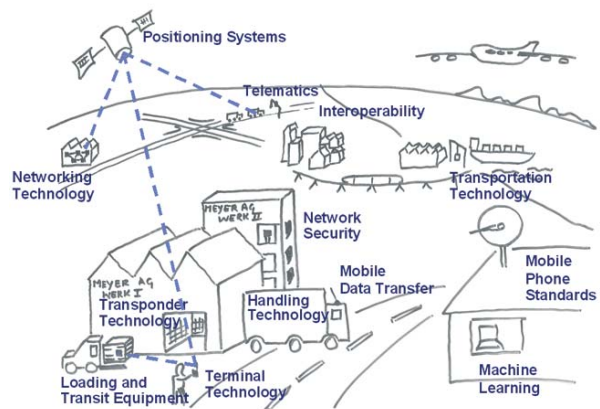 Positioning Systems
Telematics
Interoperability
Networking
Technology
Transportation
Technology
MEYER AG
WERK II
Network
Security
Mobile
Data Transfer
Mobile
Phone
Standards
MEYER AG
WERK I
Transponder
Technology
Handling
Technology
Loading and
Transit Equipment
Terminal
Technology
Machine
Learning